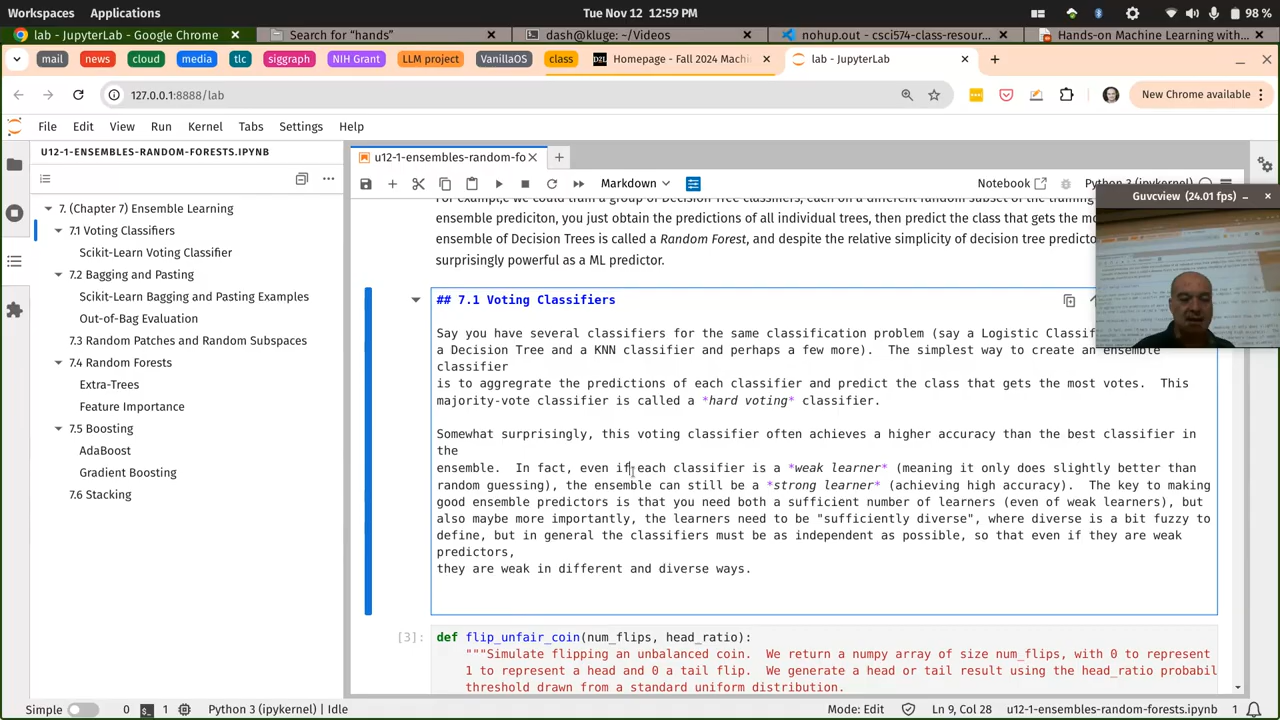 Workspaces Applications Tue Nov 12 12:59 PM 98 %
lab - JupyterLab - Google Chrome Search for “hands” dash@kluge: ~/Videos nohup.out - csci574-class-resour... Hands-on Machine Learning with...
mail news cloud media tlc siggraph NIH Grant LLM project VanillaOS class D2L Homepage - Fall 2024 Machi lab - JupyterLab
127.0.0.1:8888/lab New Chrome available
File Edit View Run Kernel Tabs Settings Help
U12-1-ENSEMBLES-RANDOM-FORESTS.IPYNB
7. (Chapter 7) Ensemble Learning
7.1 Voting Classifiers
Scikit-Learn Voting Classifier
7.2 Bagging and Pasting
Scikit-Learn Bagging and Pasting Examples
Out-of-Bag Evaluation
7.3 Random Patches and Random Subspaces
7.4 Random Forests
Extra-Trees
Feature Importance
7.5 Boosting
AdaBoost
Gradient Boosting
7.6 Stacking
u12-1-ensembles-random-fo
Markdown Notebook Python 3 (ipykernel)
Guvcview (24.01 fps)
we could train a group of Decision Tree classifiers, each on a different random subset of the training
ensemble prediciton, you just obtain the predictions of all individual trees, then predict the class that gets the mo
ensemble of Decision Trees is called a Random Forest, and despite the relative simplicity of decision tree predicto
surprisingly powerful as a ML predictor.
## 7.1 Voting Classifiers
Say you have several classifiers for the same classification problem (say a Logistic Classif
a Decision Tree and a KNN classifier and perhaps a few more). The simplest way to create an ensemble
classifier
is to aggregrate the predictions of each classifier and predict the class that gets the most votes. This
majority-vote classifier is called a *hard voting* classifier.
Somewhat surprisingly, this voting classifier often achieves a higher accuracy than the best classifier in
the
ensemble. In fact, even if each classifier is a *weak learner* (meaning it only does slightly better than
random guessing), the ensemble can still be a *strong learner* (achieving high accuracy). The key to making
good ensemble predictors is that you need both a sufficient number of learners (even of weak learners), but
also maybe more importantly, the learners need to be "sufficiently diverse", where diverse is a bit fuzzy to
define, but in general the classifiers must be as independent as possible, so that even if they are weak
predictors,
they are weak in different and diverse ways.
[3]: def flip_unfair_coin(num_flips, head_ratio):
"""Simulate flipping an unbalanced coin. We return a numpy array of size num_flips, with 0 to represent
1 to represent a head and 0 a tail flip. We generate a head or tail result using the head_ratio probabil
threshold drawn from a standard uniform distribution.
Simple 0 1 Python 3 (ipykernel) | Idle Mode: Edit Ln 9, Col 28 u12-1-ensembles-random-forests.ipynb 1